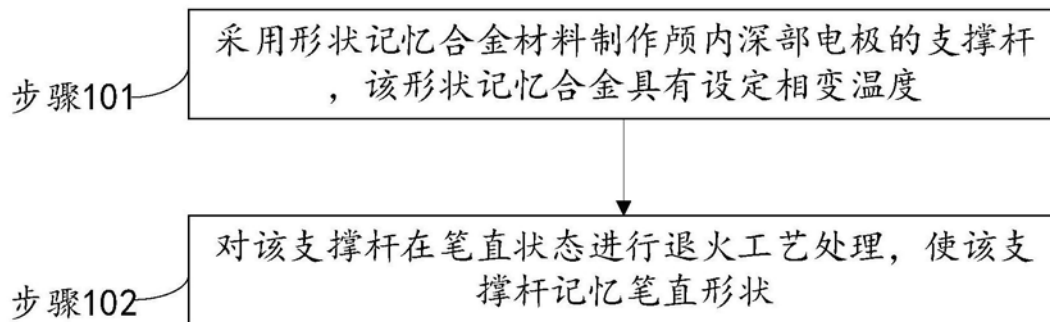 采用形状记忆合金材料制作颅内深部电极的支撑杆
，该形状记忆合金具有设定相变温度
步骤101
对该支撑杆在笔直状态进行退火工艺处理，使该支
撑杆记忆笔直形状
步骤102